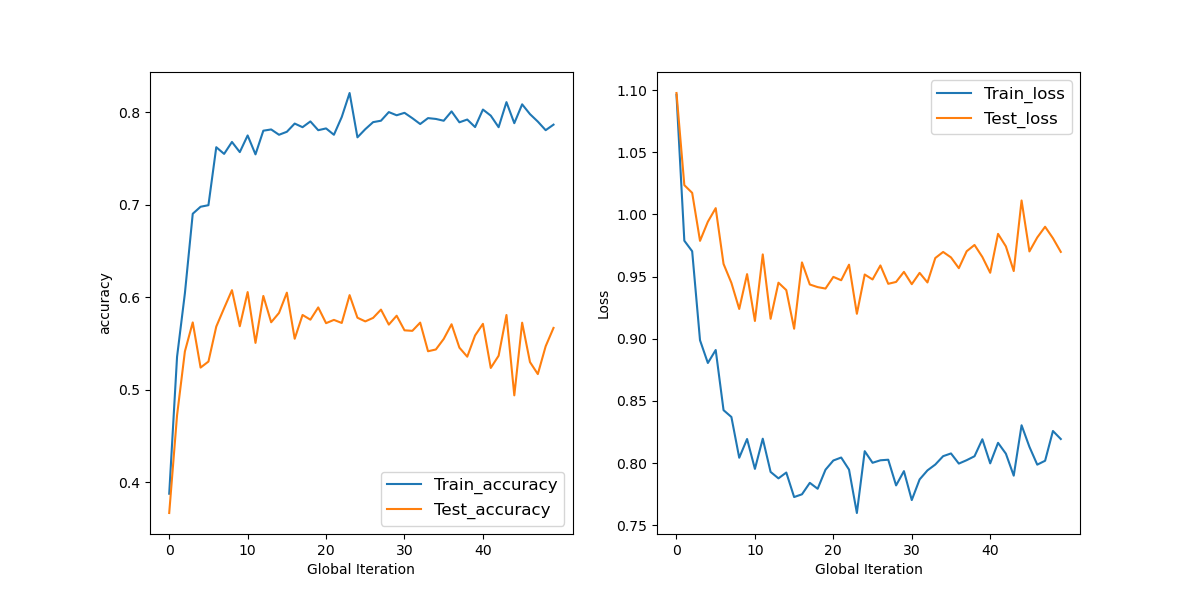 0.8
0.7
0.6
0.5
0.4
accuracy
0 10 20 30 40
Global Iteration
Train_accuracy
Test_accuracy
1.10
1.05
1.00
0.95
0.90
0.85
0.80
0.75
Loss
0 10 20 30 40
Global Iteration
Train_loss
Test_loss